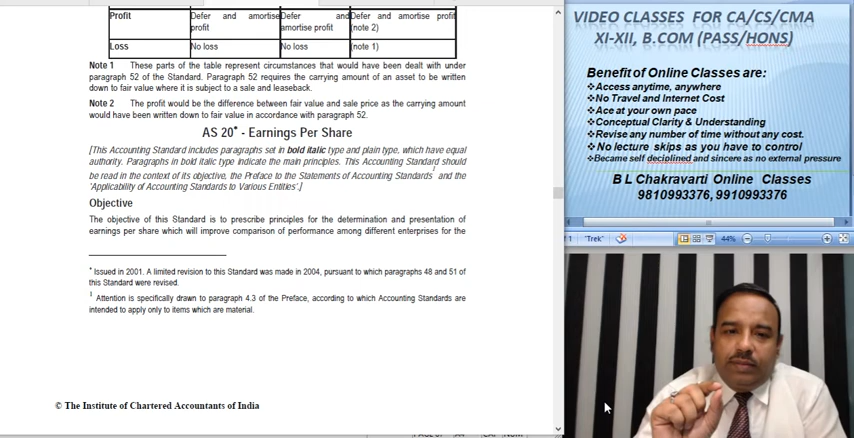 Profit
Defer and amortise profit
Defer and amortise profit
Defer and amortise profit (note 2)
Loss
No loss
No loss
(note 1)
Note 1 These parts of the table represent circumstances that would have been dealt with under
paragraph 52 of the Standard. Paragraph 52 requires the carrying amount of an asset to be written
down to fair value where it is subject to a sale and leaseback.
Note 2 The profit would be the difference between fair value and sale price as the carrying amount
would have been written down to fair value in accordance with paragraph 52.
AS 20* - Earnings Per Share
[This Accounting Standard includes paragraphs set in bold italic type and plain type, which have equal
authority. Paragraphs in bold italic type indicate the main principles. This Accounting Standard should
be read in the context of its objective, the Preface to the Statements of Accounting Standards1 and the
'Applicability of Accounting Standards to Various Entities'.]
Objective
The objective of this Standard is to prescribe principles for the determination and presentation of
earnings per share which will improve comparison of performance among different enterprises for the
* Issued in 2001. A limited revision to this Standard was made in 2004, pursuant to which paragraphs 48 and 51 of
this Standard were revised.
1 Attention is specifically drawn to paragraph 4.3 of the Preface, according to which Accounting Standards are
intended to apply only to items which are material.
© The Institute of Chartered Accountants of India
VIDEO CLASSES FOR CA/CS/CMA
XI-XII, B.COM (PASS/HONS)
Benefit of Online Classes are:
❖Access anytime, anywhere
❖No Travel and Internet Cost
❖Ace at your own pace
❖Conceptual Clarity & Understanding
❖Revise any number of time without any cost.
❖No lecture skips as you have to control
❖Became self deciplined and sincere as no external pressure
B L Chakravarti Online Classes
9810993376, 9910993376
f 1 "Trek" 44%